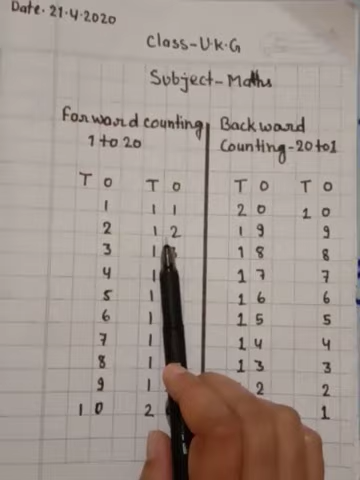 Date. 21.4.2020
Class-U.K.G
Subject-Maths
Forward counting
1 to 20
Backward
Counting-20 to 1
T O T O T O T O
1 1 1 2 0 1 0
2 1 2 1 9 9
3 1 1 8 8
4 1 1 7 7
5 1 1 6 6
6 1 1 5 5
7 1 1 4 4
8 1 1 3 3
9 1 2 2
1 0 2 1